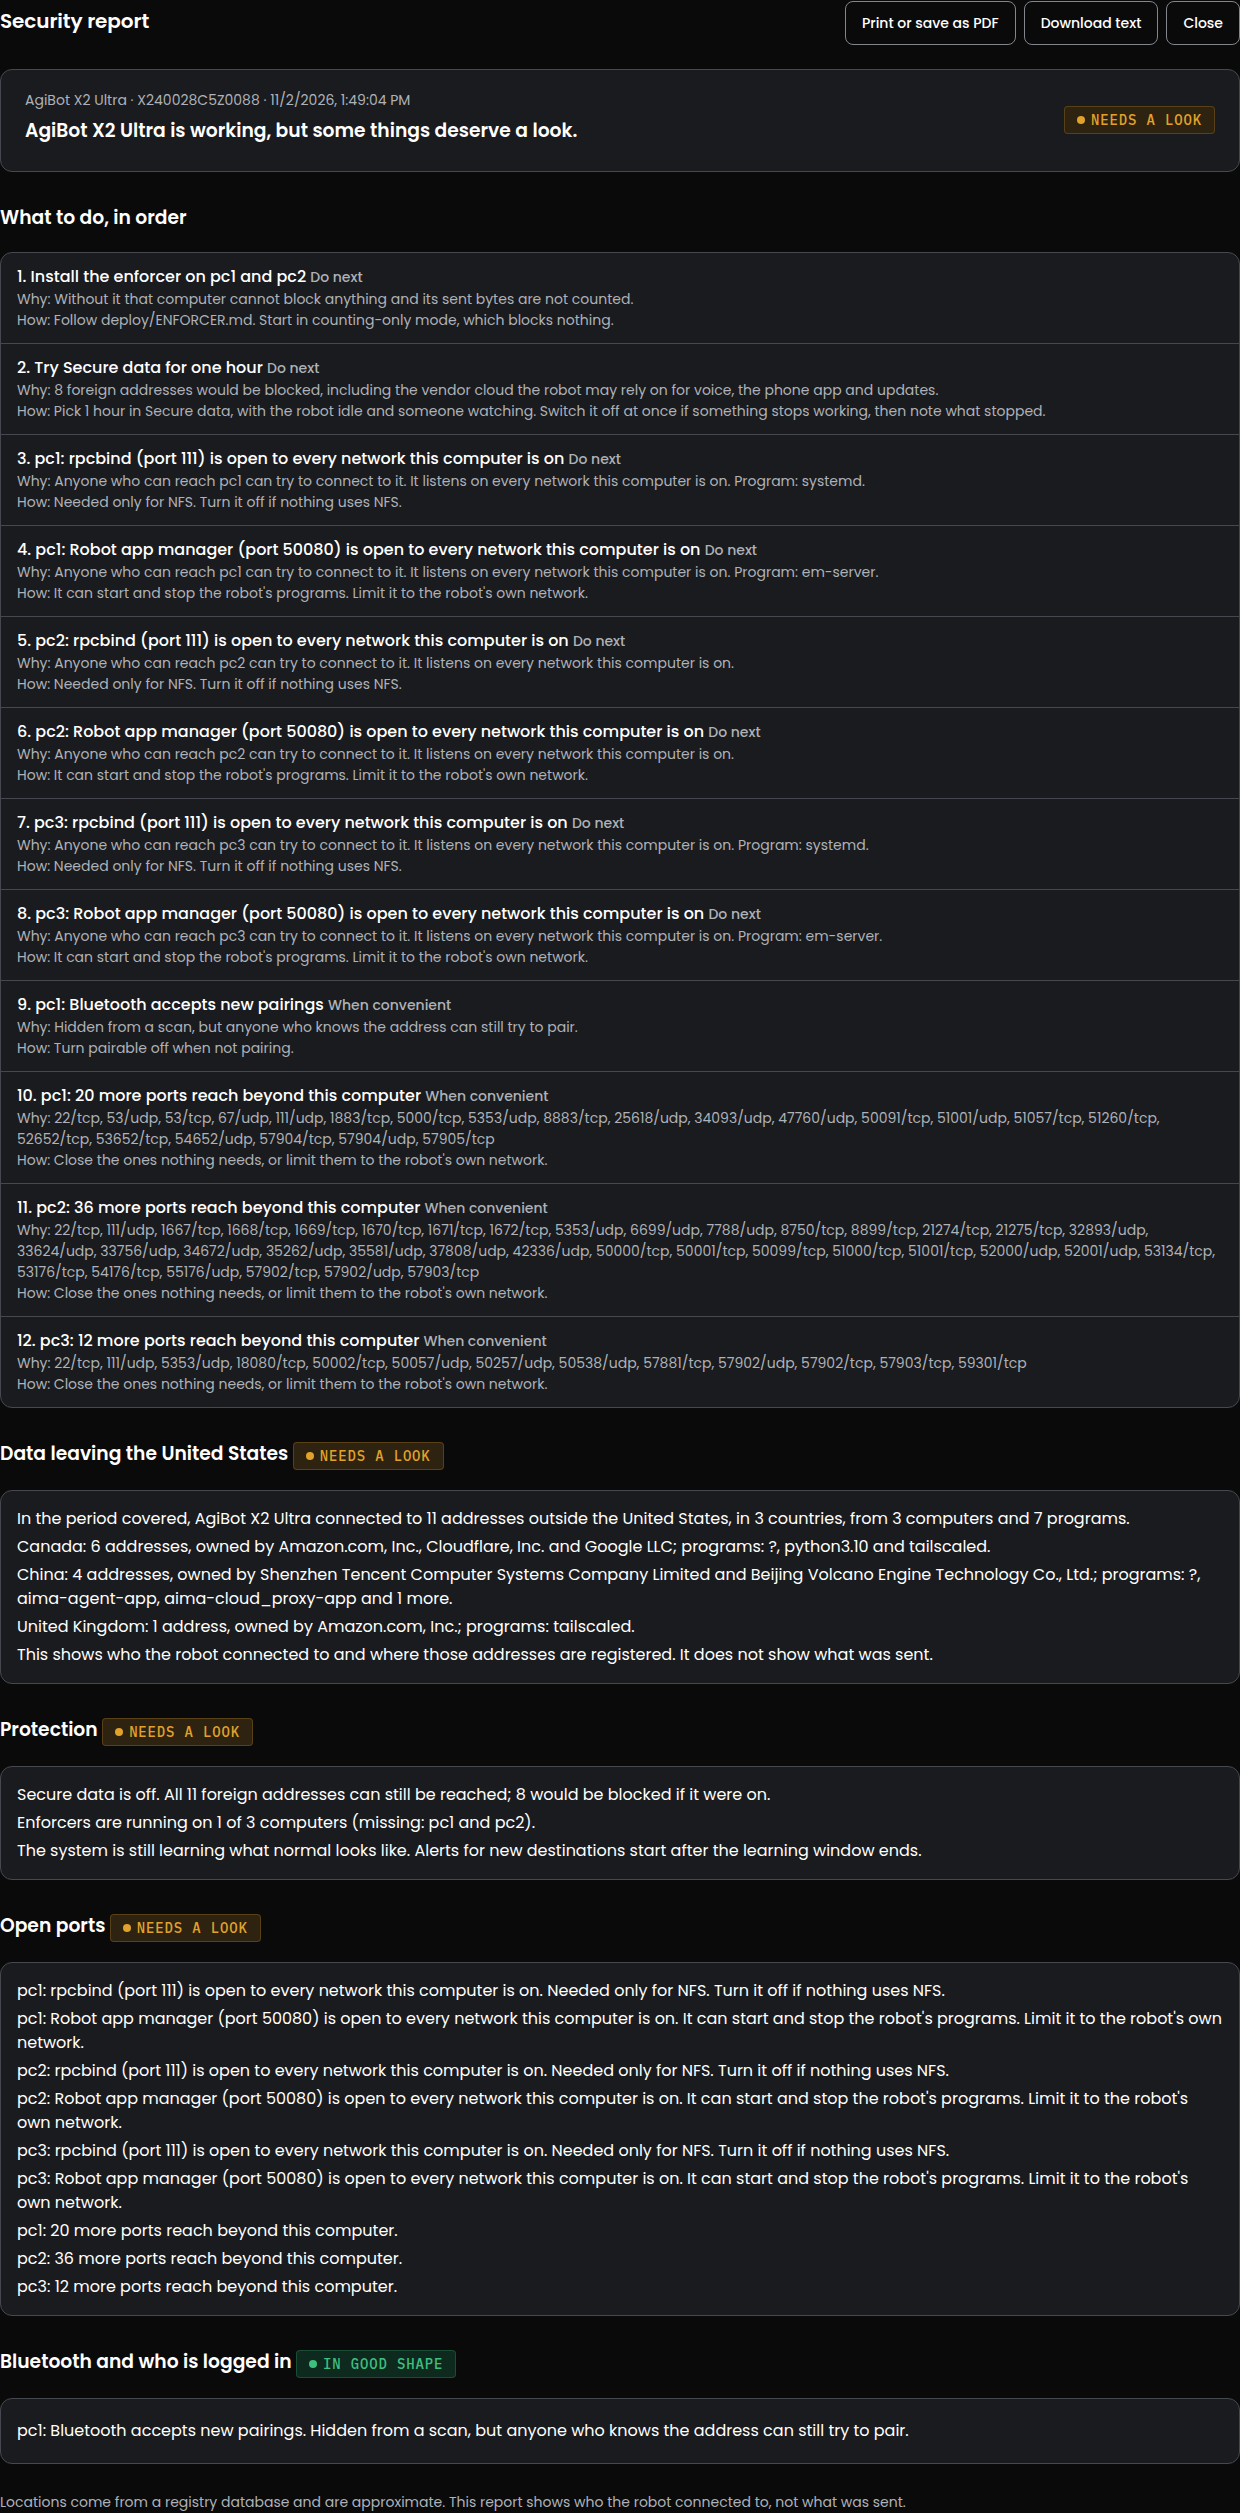 Security report
Print or save as PDF
Download text
Close
AgiBot X2 Ultra · X240028C5Z0088 · 11/2/2026, 1:49:04 PM
AgiBot X2 Ultra is working, but some things deserve a look.
NEEDS A LOOK
What to do, in order
1. Install the enforcer on pc1 and pc2 Do next
Why: Without it that computer cannot block anything and its sent bytes are not counted.
How: Follow deploy/ENFORCER.md. Start in counting-only mode, which blocks nothing.
2. Try Secure data for one hour Do next
Why: 8 foreign addresses would be blocked, including the vendor cloud the robot may rely on for voice, the phone app and updates.
How: Pick 1 hour in Secure data, with the robot idle and someone watching. Switch it off at once if something stops working, then note what stopped.
3. pc1: rpcbind (port 111) is open to every network this computer is on Do next
Why: Anyone who can reach pc1 can try to connect to it. It listens on every network this computer is on. Program: systemd.
How: Needed only for NFS. Turn it off if nothing uses NFS.
4. pc1: Robot app manager (port 50080) is open to every network this computer is on Do next
Why: Anyone who can reach pc1 can try to connect to it. It listens on every network this computer is on. Program: em-server.
How: It can start and stop the robot's programs. Limit it to the robot's own network.
5. pc2: rpcbind (port 111) is open to every network this computer is on Do next
Why: Anyone who can reach pc2 can try to connect to it. It listens on every network this computer is on.
How: Needed only for NFS. Turn it off if nothing uses NFS.
6. pc2: Robot app manager (port 50080) is open to every network this computer is on Do next
Why: Anyone who can reach pc2 can try to connect to it. It listens on every network this computer is on.
How: It can start and stop the robot's programs. Limit it to the robot's own network.
7. pc3: rpcbind (port 111) is open to every network this computer is on Do next
Why: Anyone who can reach pc3 can try to connect to it. It listens on every network this computer is on. Program: systemd.
How: Needed only for NFS. Turn it off if nothing uses NFS.
8. pc3: Robot app manager (port 50080) is open to every network this computer is on Do next
Why: Anyone who can reach pc3 can try to connect to it. It listens on every network this computer is on. Program: em-server.
How: It can start and stop the robot's programs. Limit it to the robot's own network.
9. pc1: Bluetooth accepts new pairings When convenient
Why: Hidden from a scan, but anyone who knows the address can still try to pair.
How: Turn pairable off when not pairing.
10. pc1: 20 more ports reach beyond this computer When convenient
Why: 22/tcp, 53/udp, 53/tcp, 67/udp, 111/udp, 1883/tcp, 5000/tcp, 5353/udp, 8883/tcp, 25618/udp, 34093/udp, 47760/udp, 50091/tcp, 51001/udp, 51057/tcp, 51260/tcp,
52652/tcp, 53652/tcp, 54652/udp, 57904/tcp, 57904/udp, 57905/tcp
How: Close the ones nothing needs, or limit them to the robot's own network.
11. pc2: 36 more ports reach beyond this computer When convenient
Why: 22/tcp, 111/udp, 1667/tcp, 1668/tcp, 1669/tcp, 1670/tcp, 1671/tcp, 1672/tcp, 5353/udp, 6699/udp, 7788/udp, 8750/tcp, 8899/tcp, 21274/tcp, 21275/tcp, 32893/udp,
33624/udp, 33756/udp, 34672/udp, 35262/udp, 35581/udp, 37808/udp, 42336/udp, 50000/tcp, 50001/tcp, 50099/tcp, 51000/tcp, 51001/tcp, 52000/udp, 52001/udp, 53134/tcp,
53176/tcp, 54176/tcp, 55176/udp, 57902/tcp, 57902/udp, 57903/tcp
How: Close the ones nothing needs, or limit them to the robot's own network.
12. pc3: 12 more ports reach beyond this computer When convenient
Why: 22/tcp, 111/udp, 5353/udp, 18080/tcp, 50002/tcp, 50057/udp, 50257/udp, 50538/udp, 57881/tcp, 57902/udp, 57902/tcp, 57903/tcp, 59301/tcp
How: Close the ones nothing needs, or limit them to the robot's own network.
Data leaving the United States NEEDS A LOOK
In the period covered, AgiBot X2 Ultra connected to 11 addresses outside the United States, in 3 countries, from 3 computers and 7 programs.
Canada: 6 addresses, owned by Amazon.com, Inc., Cloudflare, Inc. and Google LLC; programs: ?, python3.10 and tailscaled.
China: 4 addresses, owned by Shenzhen Tencent Computer Systems Company Limited and Beijing Volcano Engine Technology Co., Ltd.; programs: ?,
aima-agent-app, aima-cloud_proxy-app and 1 more.
United Kingdom: 1 address, owned by Amazon.com, Inc.; programs: tailscaled.
This shows who the robot connected to and where those addresses are registered. It does not show what was sent.
Protection NEEDS A LOOK
Secure data is off. All 11 foreign addresses can still be reached; 8 would be blocked if it were on.
Enforcers are running on 1 of 3 computers (missing: pc1 and pc2).
The system is still learning what normal looks like. Alerts for new destinations start after the learning window ends.
Open ports NEEDS A LOOK
pc1: rpcbind (port 111) is open to every network this computer is on. Needed only for NFS. Turn it off if nothing uses NFS.
pc1: Robot app manager (port 50080) is open to every network this computer is on. It can start and stop the robot's programs. Limit it to the robot's own
network.
pc2: rpcbind (port 111) is open to every network this computer is on. Needed only for NFS. Turn it off if nothing uses NFS.
pc2: Robot app manager (port 50080) is open to every network this computer is on. It can start and stop the robot's programs. Limit it to the robot's
own network.
pc3: rpcbind (port 111) is open to every network this computer is on. Needed only for NFS. Turn it off if nothing uses NFS.
pc3: Robot app manager (port 50080) is open to every network this computer is on. It can start and stop the robot's programs. Limit it to the robot's
own network.
pc1: 20 more ports reach beyond this computer.
pc2: 36 more ports reach beyond this computer.
pc3: 12 more ports reach beyond this computer.
Bluetooth and who is logged in IN GOOD SHAPE
pc1: Bluetooth accepts new pairings. Hidden from a scan, but anyone who knows the address can still try to pair.
Locations come from a registry database and are approximate. This report shows who the robot connected to, not what was sent.